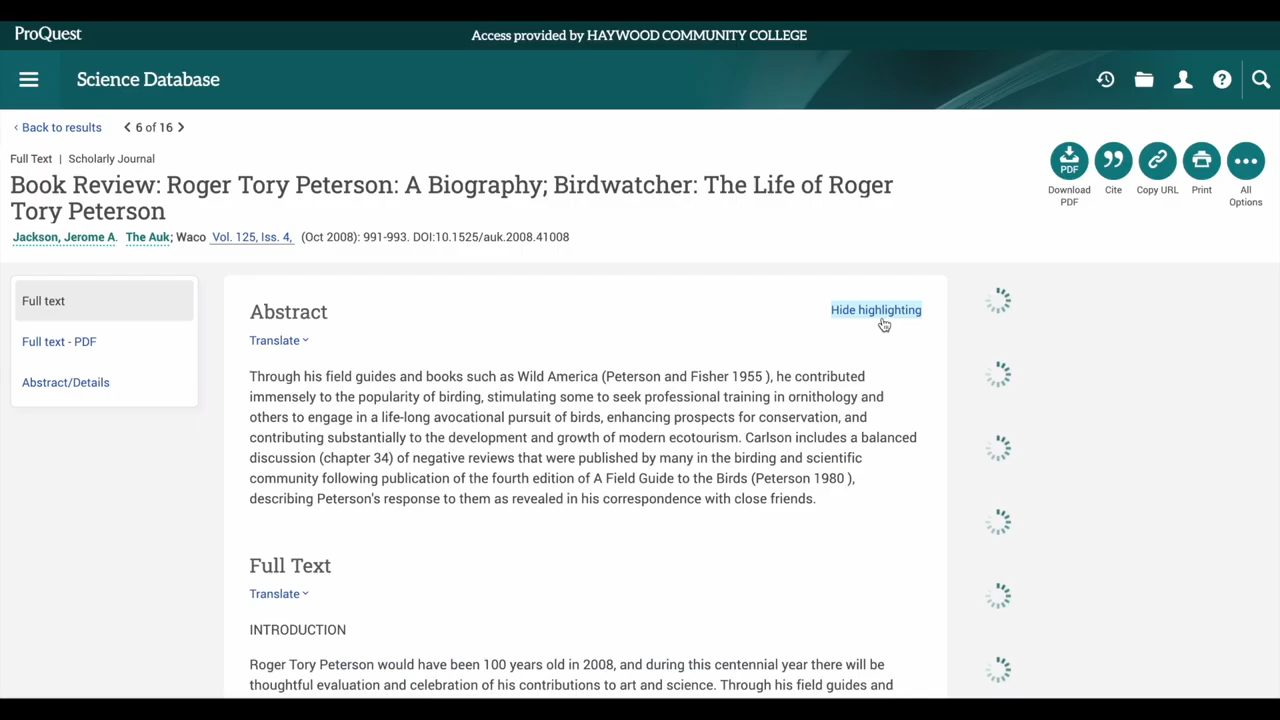 ProQuest
Access provided by HAYWOOD COMMUNITY COLLEGE
Science Database
Back to results
6 of 16
Full Text | Scholarly Journal
Book Review: Roger Tory Peterson: A Biography; Birdwatcher: The Life of Roger
Tory Peterson
Jackson, Jerome A. The Auk; Waco Vol. 125, Iss. 4, (Oct 2008): 991-993. DOI:10.1525/auk.2008.41008
PDF
Download
PDF
Cite
Copy URL
Print
All
Options
Full text
Full text - PDF
Abstract/Details
Abstract
Hide highlighting
Translate
Through his field guides and books such as Wild America (Peterson and Fisher 1955 ), he contributed
immensely to the popularity of birding, stimulating some to seek professional training in ornithology and
others to engage in a life-long avocational pursuit of birds, enhancing prospects for conservation, and
contributing substantially to the development and growth of modern ecotourism. Carlson includes a balanced
discussion (chapter 34) of negative reviews that were published by many in the birding and scientific
community following publication of the fourth edition of A Field Guide to the Birds (Peterson 1980 ),
describing Peterson's response to them as revealed in his correspondence with close friends.
Full Text
Translate
INTRODUCTION
Roger Tory Peterson would have been 100 years old in 2008, and during this centennial year there will be
thoughtful evaluation and celebration of his contributions to art and science. Through his field guides and